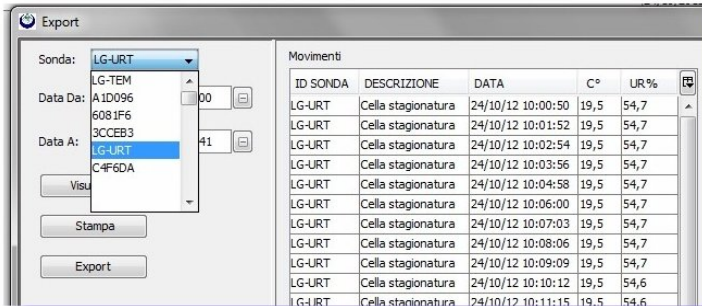 Export
Sonda: LG-URT
LG-TEM
A1D096
6081F6
3CCEB3
LG-URT
C4F6DA
Data Da: 00
Data A: 41
Visu
Stampa
Export
Movimenti
ID SONDA DESCRIZIONE DATA C° UR%
LG-URT Cella stagionatura 24/10/12 10:00:50 19,5 54,7
LG-URT Cella stagionatura 24/10/12 10:01:52 19,5 54,7
LG-URT Cella stagionatura 24/10/12 10:02:54 19,5 54,7
LG-URT Cella stagionatura 24/10/12 10:03:56 19,5 54,7
LG-URT Cella stagionatura 24/10/12 10:04:58 19,5 54,7
LG-URT Cella stagionatura 24/10/12 10:06:00 19,5 54,7
LG-URT Cella stagionatura 24/10/12 10:07:03 19,5 54,7
LG-URT Cella stagionatura 24/10/12 10:08:06 19,5 54,7
LG-URT Cella stagionatura 24/10/12 10:09:09 19,5 54,7
LG-URT Cella stagionatura 24/10/12 10:10:12 19,5 54,6
LG-URT Cella stagionatura 24/10/12 10:11:15 19,5 54,6